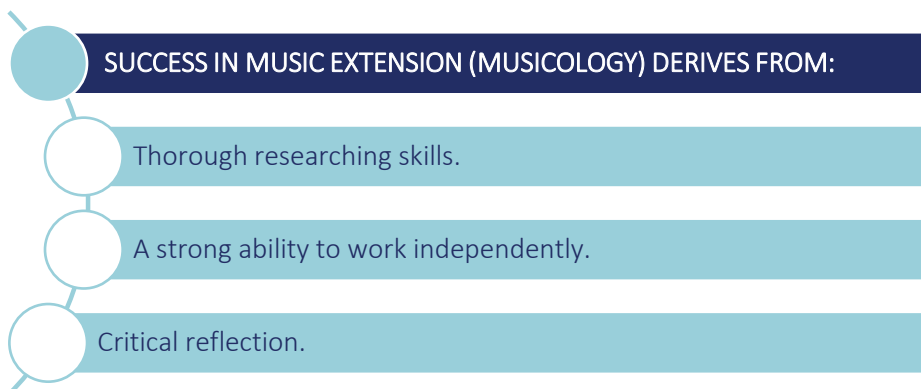 SUCCESS IN MUSIC EXTENSION (MUSICOLOGY) DERIVES FROM:
Thorough researching skills.
A strong ability to work independently.
Critical reflection.